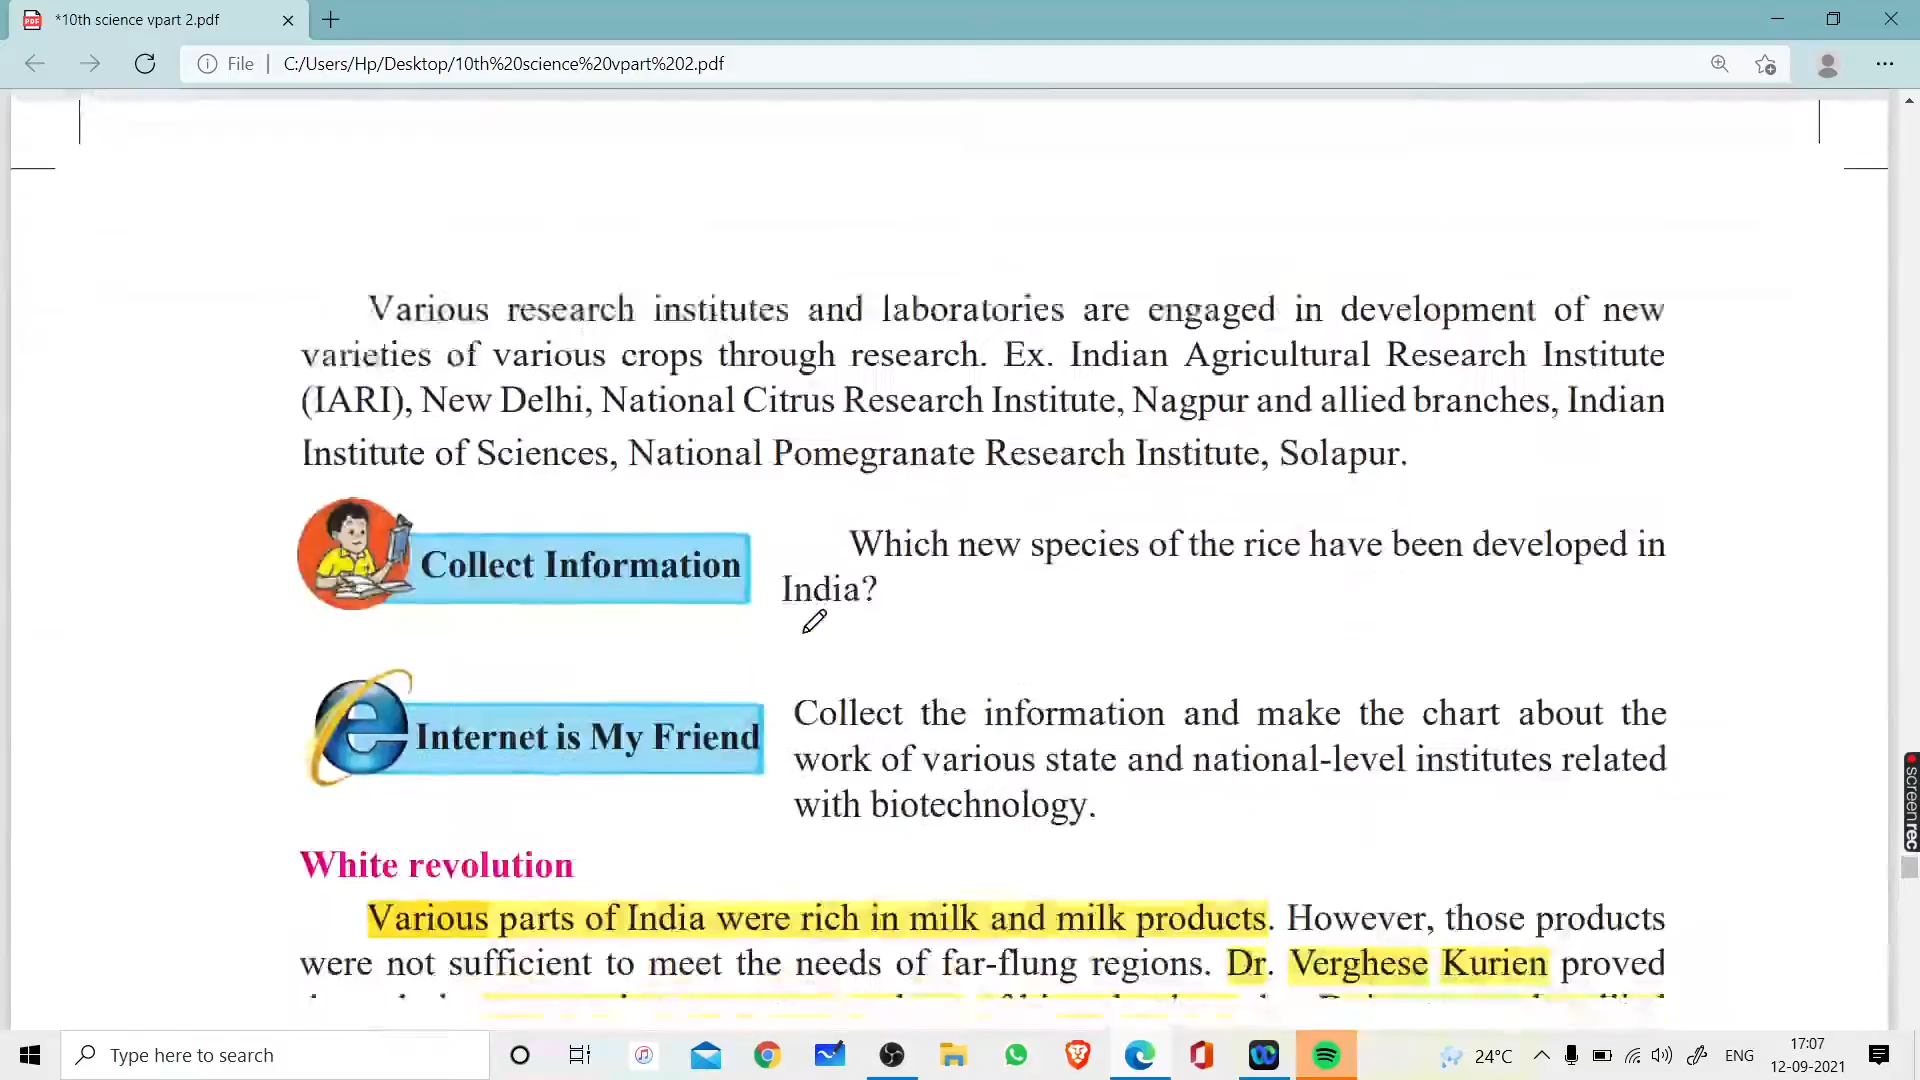 *10th science vpart 2.pdf
File
C:/Users/Hp/Desktop/10th%20science%20vpart%202.pdf
Various research institutes and laboratories are engaged in development of new
varieties of various crops through research. Ex. Indian Agricultural Research Institute
(IARI), New Delhi, National Citrus Research Institute, Nagpur and allied branches, Indian
Institute of Sciences, National Pomegranate Research Institute, Solapur.
Collect Information
Which new species of the rice have been developed in
India?
Internet is My Friend
Collect the information and make the chart about the
work of various state and national-level institutes related
with biotechnology.
White revolution
Various parts of India were rich in milk and milk products. However, those products
were not sufficient to meet the needs of far-flung regions. Dr. Verghese Kurien proved
screenrec
Type here to search
24°C
ENG
17:07
12-09-2021